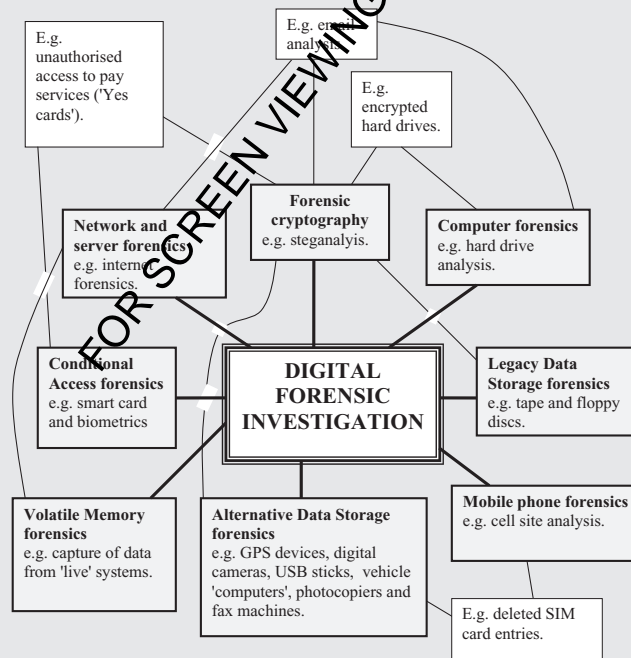 E.g. email
analysis.
E.g.
unauthorised
access to pay
services ('Yes
cards').
E.g.
encrypted
hard drives.
Forensic
cryptography
e.g. steganalyis.
Network and
server forensics
e.g. internet
forensics.
Computer forensics
e.g. hard drive
analysis.
Conditional
Access forensics
e.g. smart card
and biometrics
DIGITAL
FORENSIC
INVESTIGATION
Legacy Data
Storage forensics
e.g. tape and floppy
discs.
Volatile Memory
forensics
e.g. capture of data
from 'live' systems.
Alternative Data Storage
forensics
e.g. GPS devices, digital
cameras, USB sticks, vehicle
'computers', photocopiers and
fax machines.
Mobile phone forensics
e.g. cell site analysis.
E.g. deleted SIM
card entries.
FOR SCREEN VIEWING